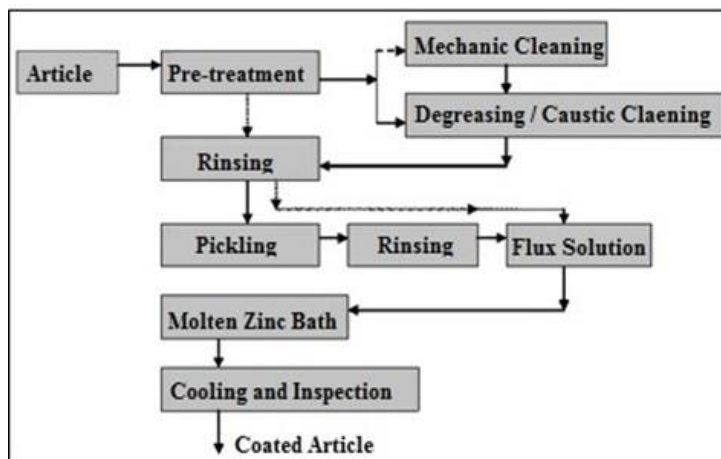 Mechanic Cleaning
Article
Pre-treatment
Degreasing / Caustic Claening
Rinsing
Pickling
Rinsing
Flux Solution
Molten Zinc Bath
Cooling and Inspection
Coated Article